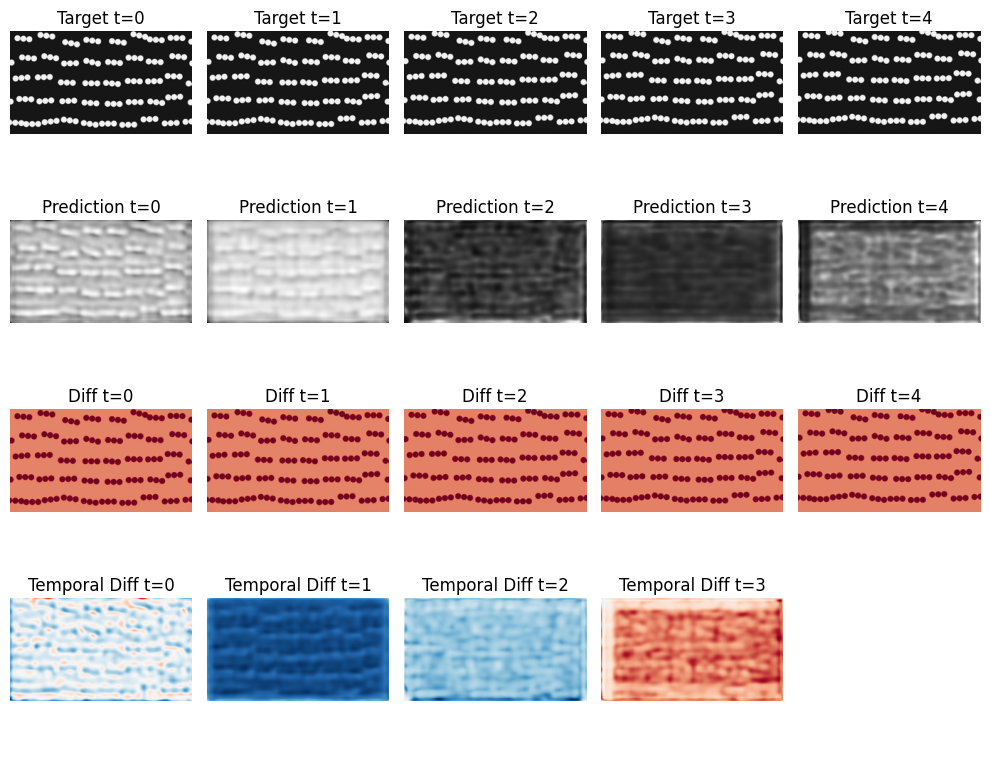 Target t=0 Target t=1 Target t=2 Target t=3 Target t=4
Prediction t=0 Prediction t=1 Prediction t=2 Prediction t=3 Prediction t=4
Diff t=0 Diff t=1 Diff t=2 Diff t=3 Diff t=4
Temporal Diff t=0 Temporal Diff t=1 Temporal Diff t=2 Temporal Diff t=3